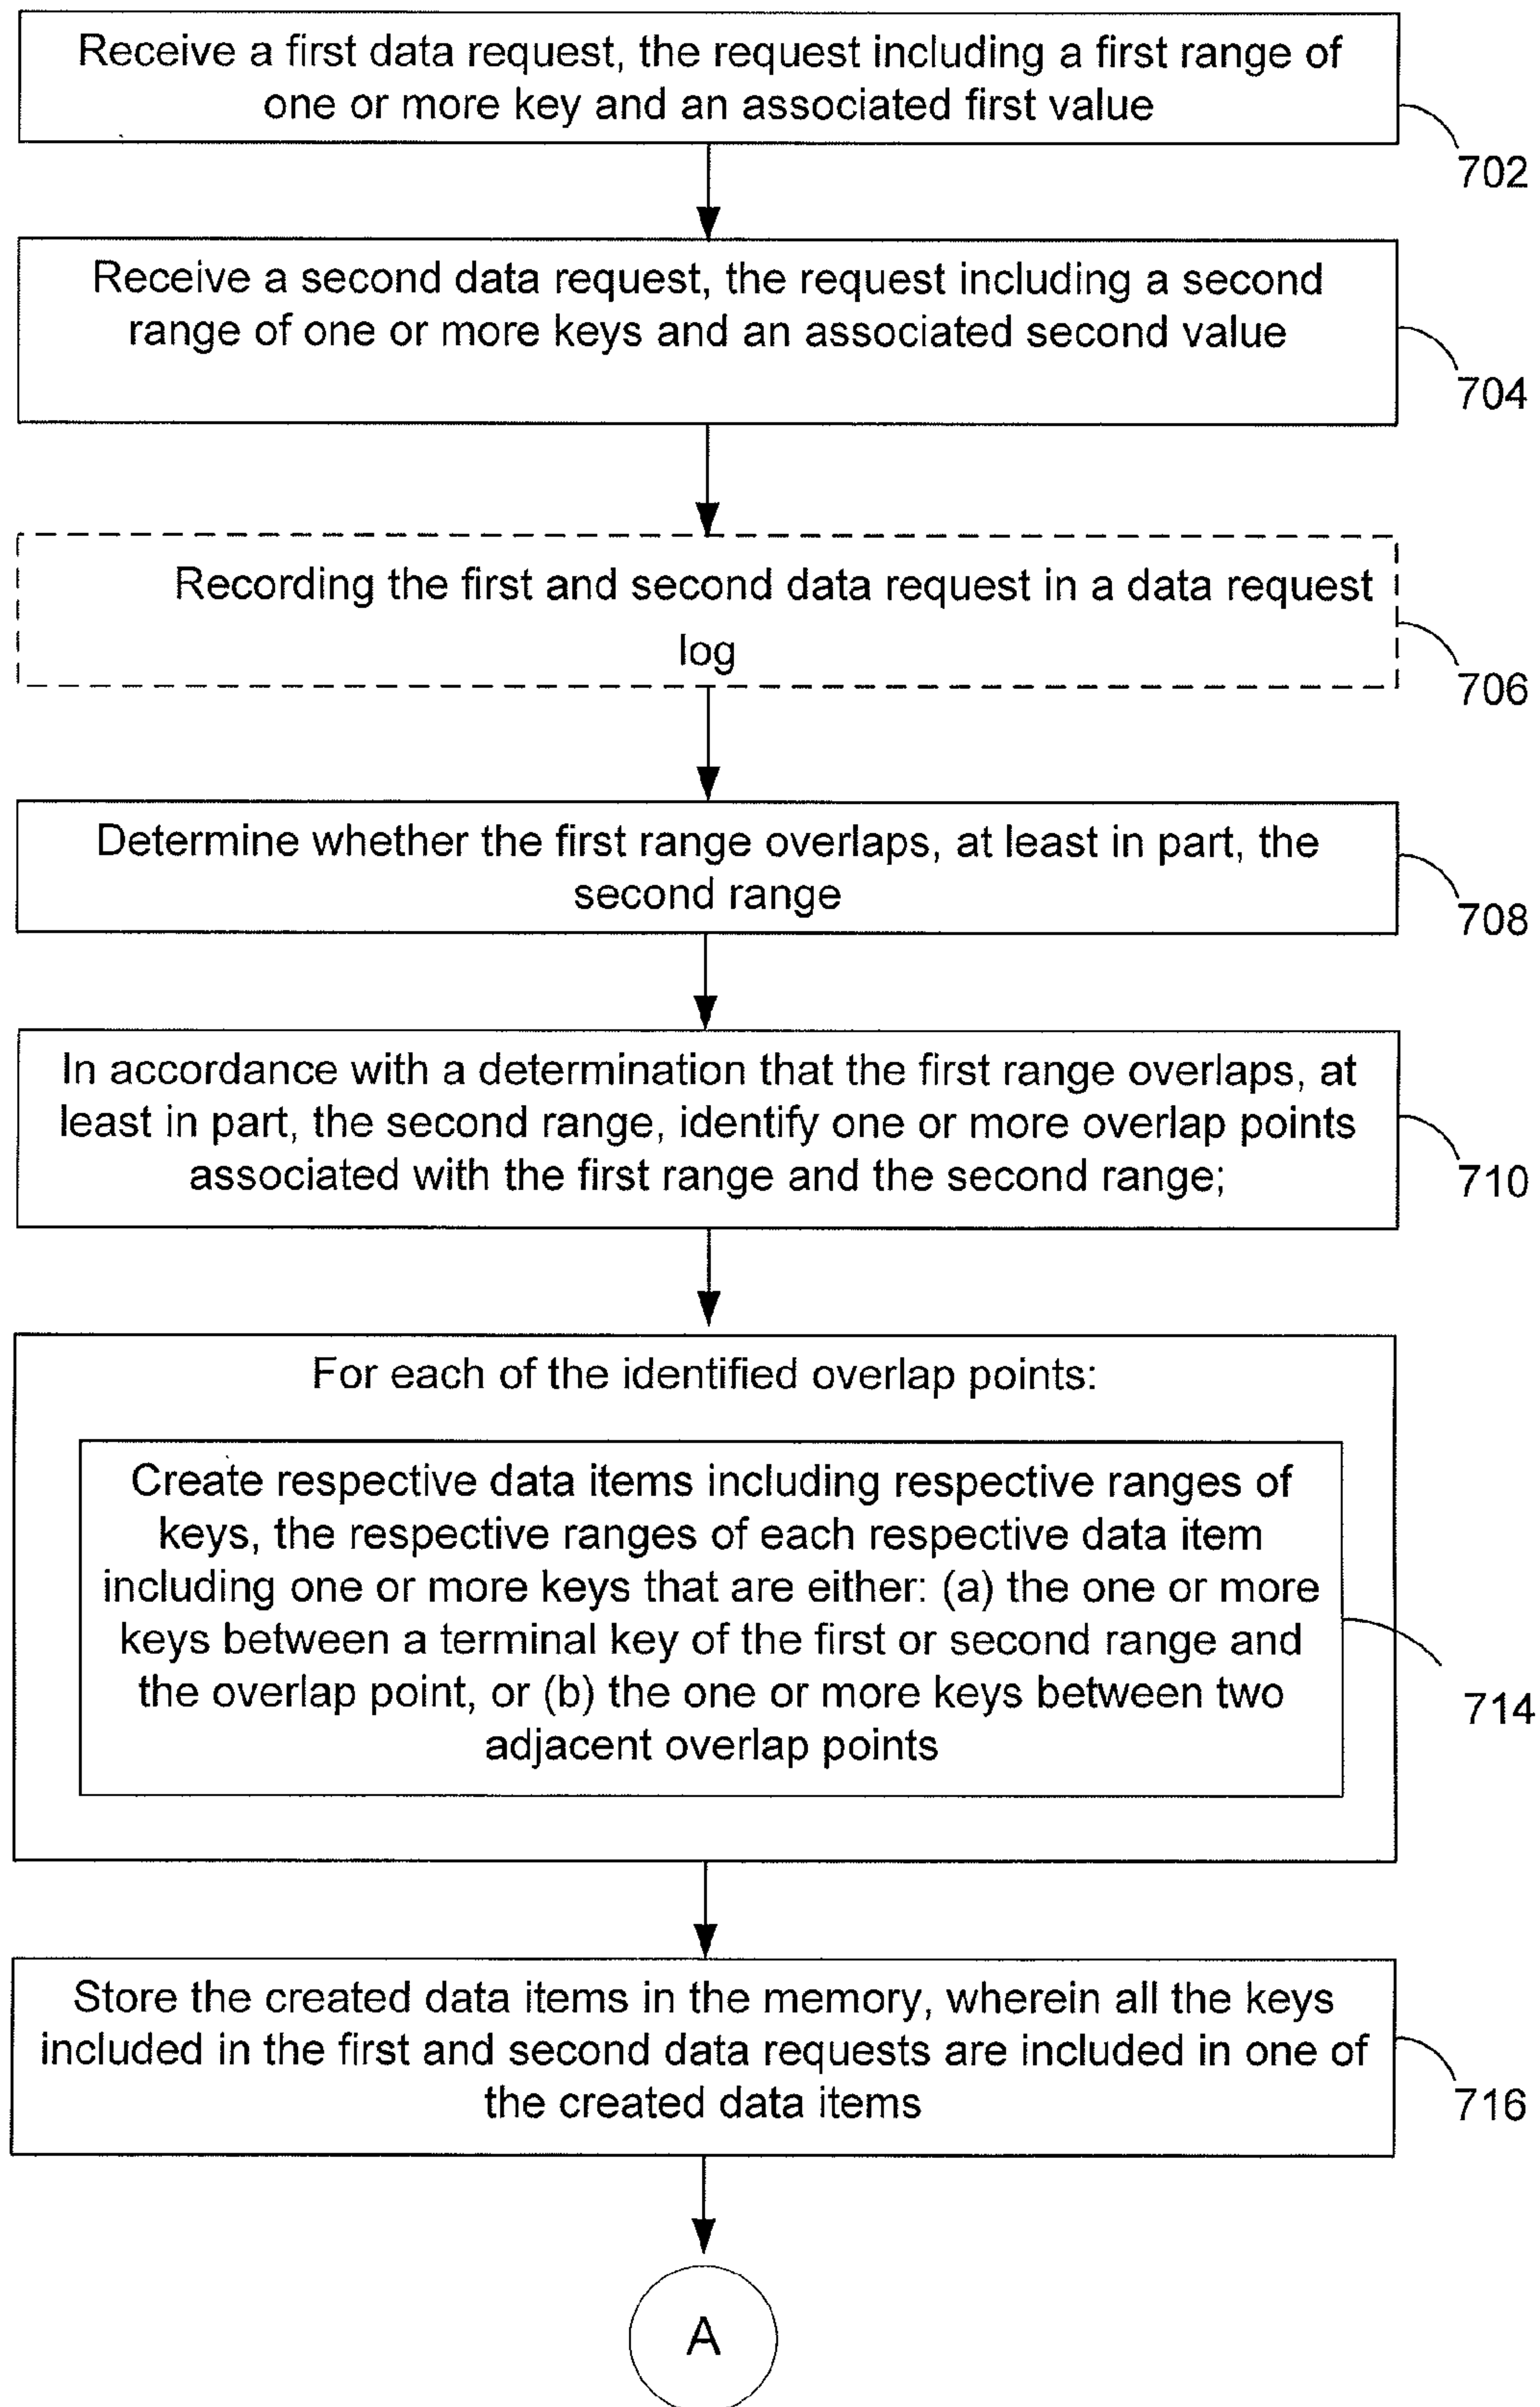 Receive a first data request, the request including a first range of
one or more key and an associated first value
702
Receive a second data request, the request including a second
range of one or more keys and an associated second value
704
Recording the first and second data request in a data request
log
706
Determine whether the first range overlaps, at least in part, the
second range
708
In accordance with a determination that the first range overlaps, at
least in part, the second range, identify one or more overlap points
associated with the first range and the second range;
710
For each of the identified overlap points:
Create respective data items including respective ranges of
keys, the respective ranges of each respective data item
including one or more keys that are either: (a) the one or more
keys between a terminal key of the first or second range and
the overlap point, or (b) the one or more keys between two
adjacent overlap points
714
Store the created data items in the memory, wherein all the keys
included in the first and second data requests are included in one of
the created data items
716
A